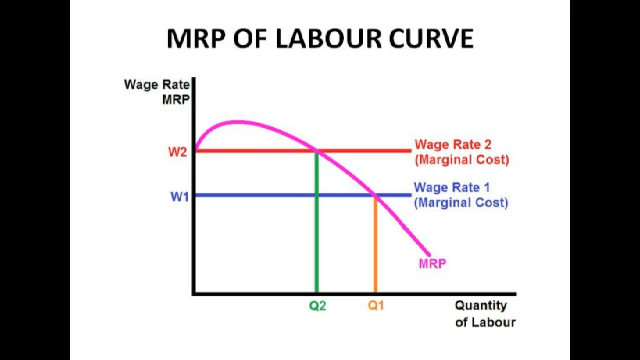 MRP OF LABOUR CURVE
Wage Rate
MRP
W2
Wage Rate 2
(Marginal Cost)
W1
Wage Rate 1
(Marginal Cost)
MRP
Q2
Q1
Quantity
of Labour